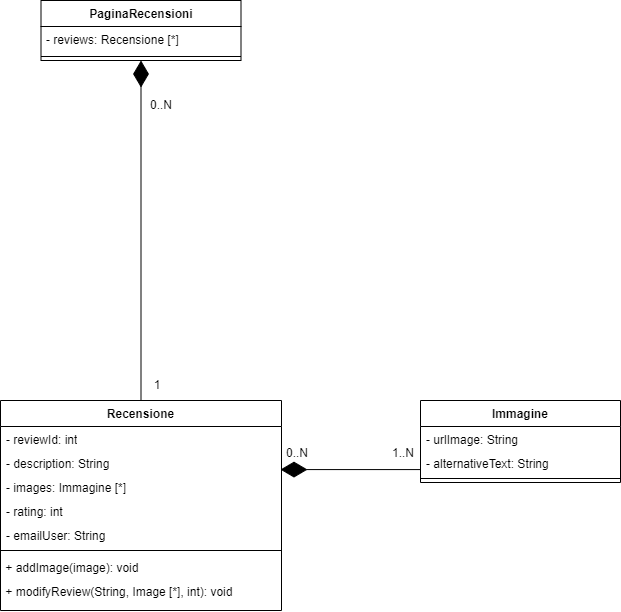 PaginaRecensioni
- reviews: Recensione [*]
0..N
1
Recensione
- reviewId: int
- description: String
- images: Immagine [*]
- rating: int
- emailUser: String
+ addImage(image): void
+ modifyReview(String, Image [*], int): void
0..N
1..N
Immagine
- urlImage: String
- alternativeText: String